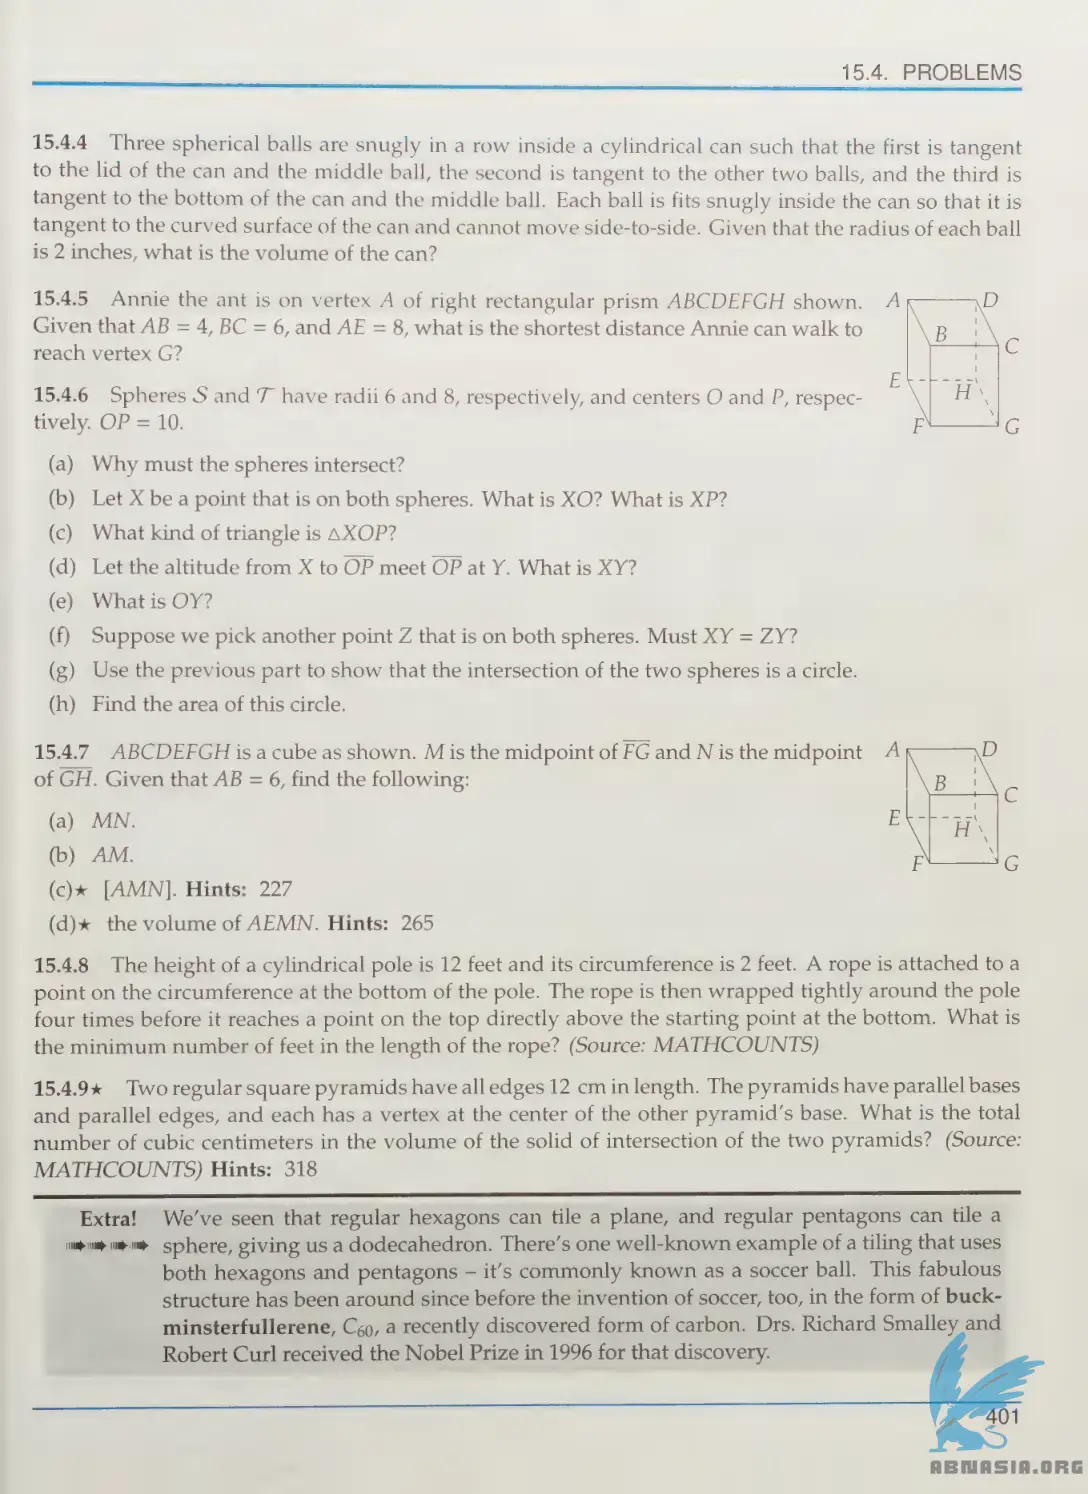 15.4. PROBLEMS
15.4.4 Three spherical balls are snugly in a row inside a cylindrical can such that the first is tangent
to the lid of the can and the middle ball, the second is tangent to the other two balls, and the third is
tangent to the bottom of the can and the middle ball. Each ball is fits snugly inside the can so that it is
tangent to the curved surface of the can and cannot move side-to-side. Given that the radius of each ball
is 2 inches, what is the volume of the can?
15.4.5 Annie the ant is on vertex A of right rectangular prism ABCDEFGH shown.
Given that AB = 4, BC = 6, and AE = 8, what is the shortest distance Annie can walk to
reach vertex G?
A D
B
C
E
H
F G
15.4.6 Spheres S and T have radii 6 and 8, respectively, and centers O and P, respec-
tively. OP = 10.
(a) Why must the spheres intersect?
(b) Let X be a point that is on both spheres. What is XO? What is XP?
(c) What kind of triangle is △XOP?
(d) Let the altitude from X to OP meet OP at Y. What is XY?
(e) What is OY?
(f) Suppose we pick another point Z that is on both spheres. Must XY = ZY?
(g) Use the previous part to show that the intersection of the two spheres is a circle.
(h) Find the area of this circle.
15.4.7 ABCDEFGH is a cube as shown. M is the midpoint of FG and N is the midpoint
of GH. Given that AB = 6, find the following:
A D
B
C
E
H
F G
(a) MN.
(b) AM.
(c)★ [AMN]. Hints: 227
(d)★ the volume of AEMN. Hints: 265
15.4.8 The height of a cylindrical pole is 12 feet and its circumference is 2 feet. A rope is attached to a
point on the circumference at the bottom of the pole. The rope is then wrapped tightly around the pole
four times before it reaches a point on the top directly above the starting point at the bottom. What is
the minimum number of feet in the length of the rope? (Source: MATHCOUNTS)
15.4.9★ Two regular square pyramids have all edges 12 cm in length. The pyramids have parallel bases
and parallel edges, and each has a vertex at the center of the other pyramid's base. What is the total
number of cubic centimeters in the volume of the solid of intersection of the two pyramids? (Source:
MATHCOUNTS) Hints: 318
Extra! We've seen that regular hexagons can tile a plane, and regular pentagons can tile a
sphere, giving us a dodecahedron. There's one well-known example of a tiling that uses
both hexagons and pentagons – it's commonly known as a soccer ball. This fabulous
structure has been around since before the invention of soccer, too, in the form of buck-
minsterfullerene, C60, a recently discovered form of carbon. Drs. Richard Smalley and
Robert Curl received the Nobel Prize in 1996 for that discovery.
401
ABNASIA.ORG